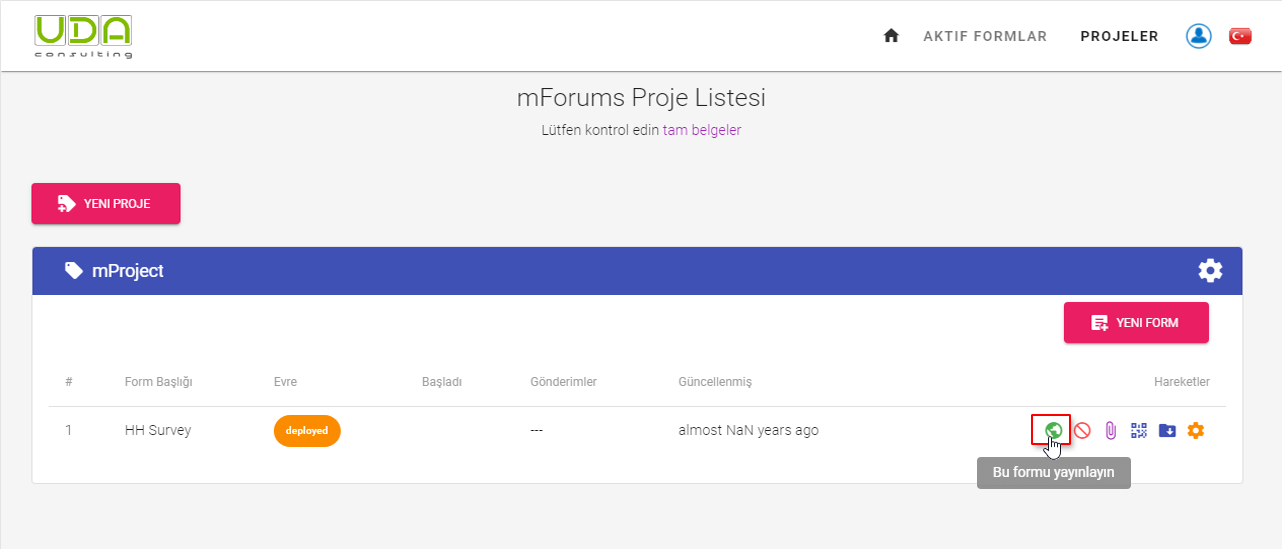 UDA
consulting
AKTIF FORMLAR
PROJELER
mForums Proje Listesi
Lütfen kontrol edin tam belgeler
YENI PROJE
mProject
YENI FORM
# Form Başlığı Evre Başladı Gönderimler Güncellenmiş Hareketler
1 HH Survey deployed --- almost NaN years ago
Bu formu yayınlayın